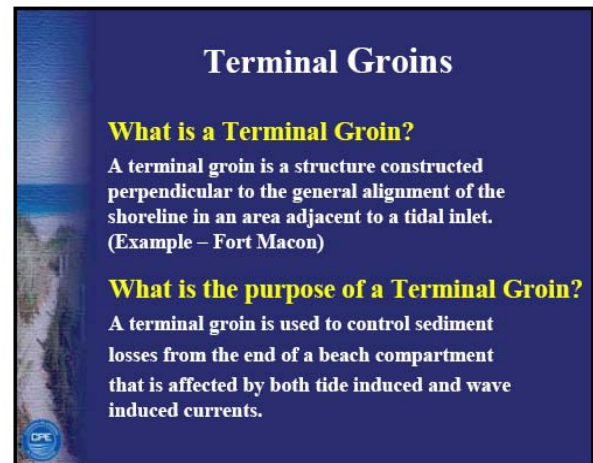 Terminal Groins
What is a Terminal Groin?
A terminal groin is a structure constructed
perpendicular to the general alignment of the
shoreline in an area adjacent to a tidal inlet.
(Example – Fort Macon)
What is the purpose of a Terminal Groin?
A terminal groin is used to control sediment
losses from the end of a beach compartment
that is affected by both tide induced and wave
induced currents.
CPE